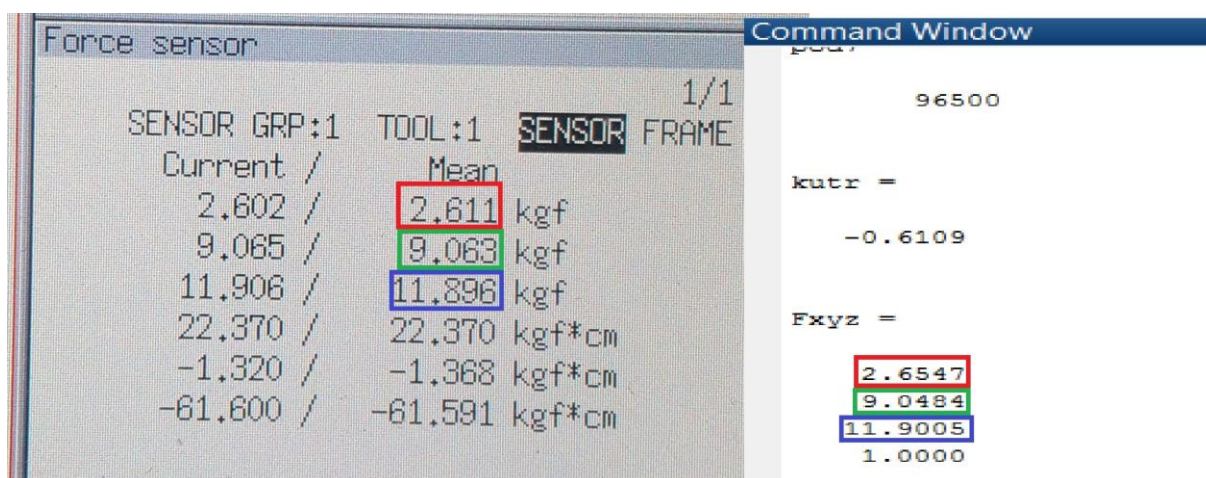 Force sensor
1/1
SENSOR GRP:1 TOOL:1 SENSOR FRAME
Current / Mean
2.602 / 2.611 kgf
9.065 / 9.063 kgf
11.906 / 11.896 kgf
22.370 / 22.370 kgf*cm
-1.320 / -1.368 kgf*cm
-61.600 / -61.591 kgf*cm
Command Window
96500
kutr =
-0.6109
Fxyz =
2.6547
9.0484
11.9005
1.0000